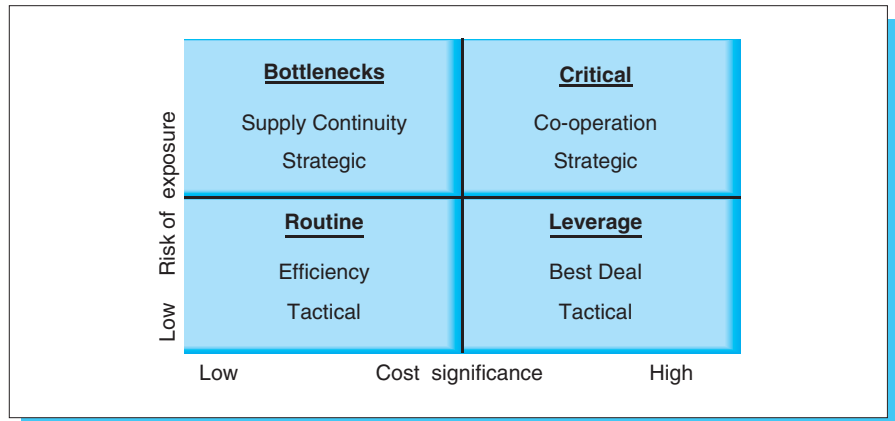 Bottlenecks
Supply Continuity
Strategic
Critical
Co-operation
Strategic
Routine
Efficiency
Tactical
Leverage
Best Deal
Tactical
Low Risk of exposure
Low Cost significance High